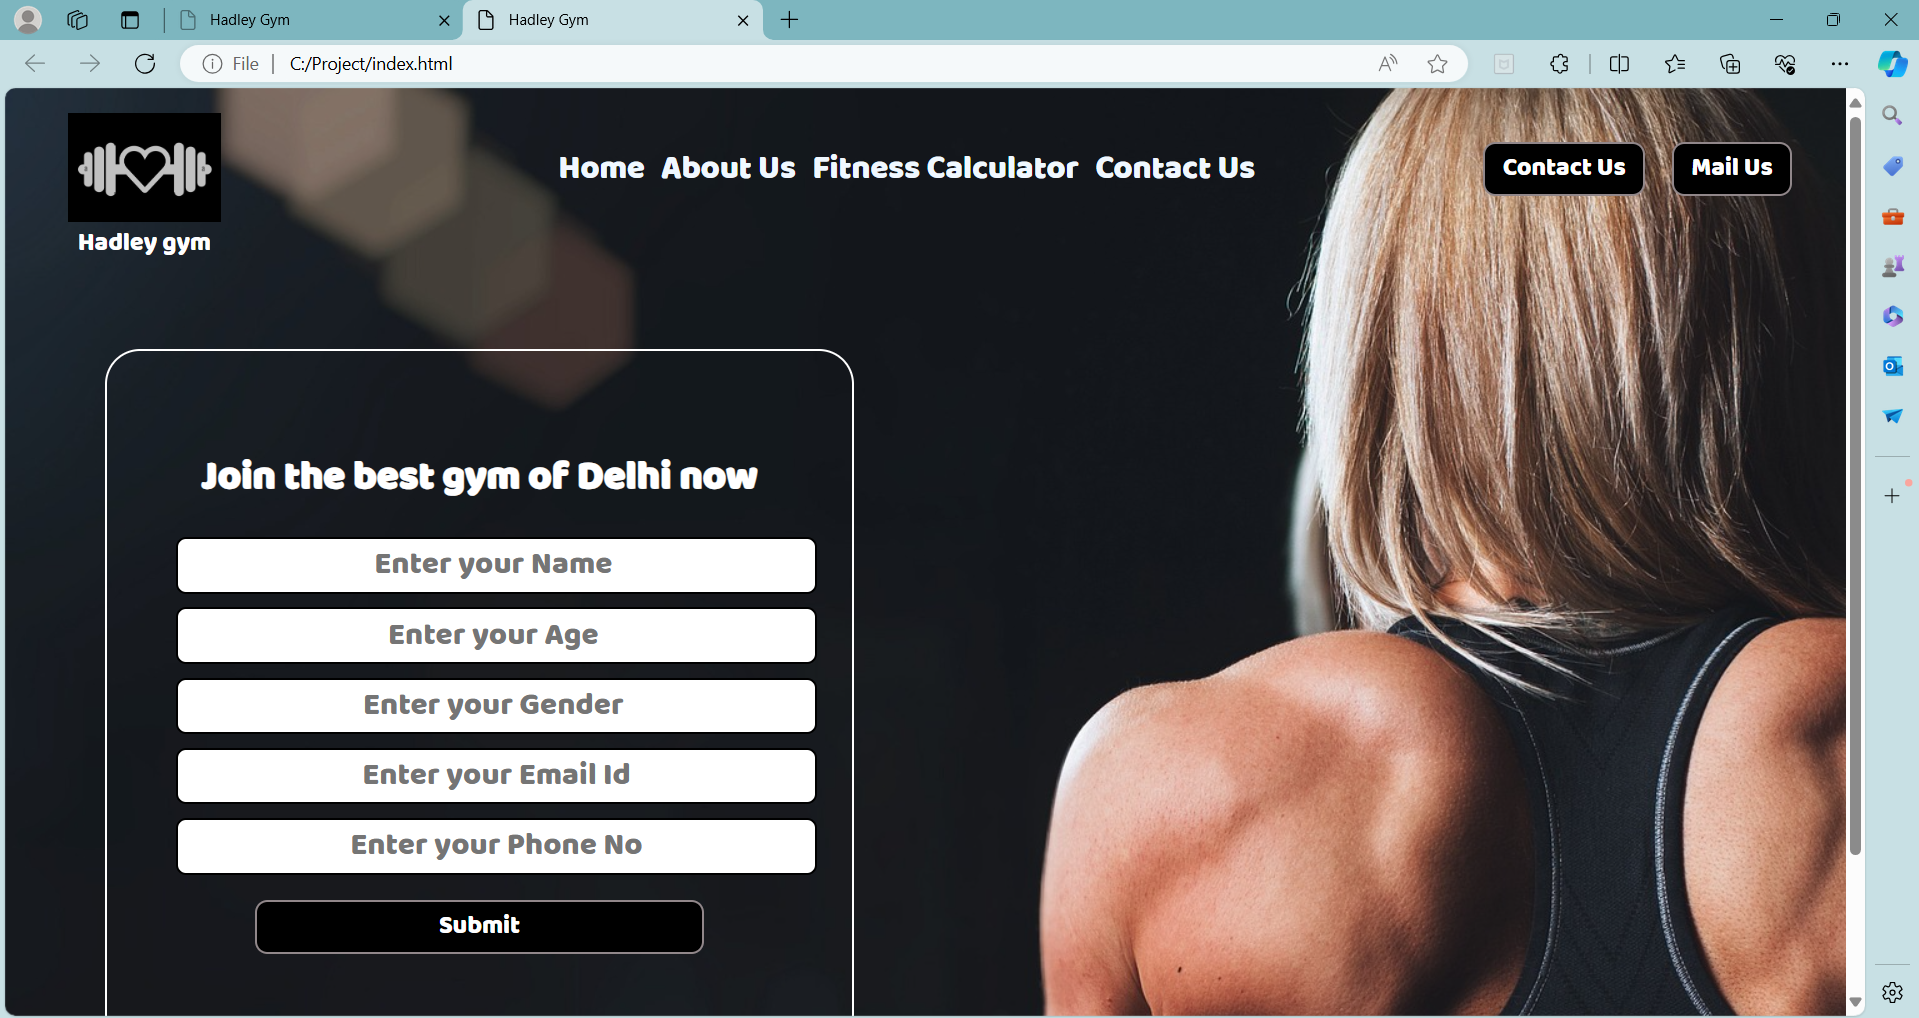 Hadley Gym
Hadley Gym
File
C:/Project/index.html
Home About Us Fitness Calculator Contact Us
Contact Us
Mail Us
Hadley gym
Join the best gym of Delhi now
Enter your Name
Enter your Age
Enter your Gender
Enter your Email Id
Enter your Phone No
Submit